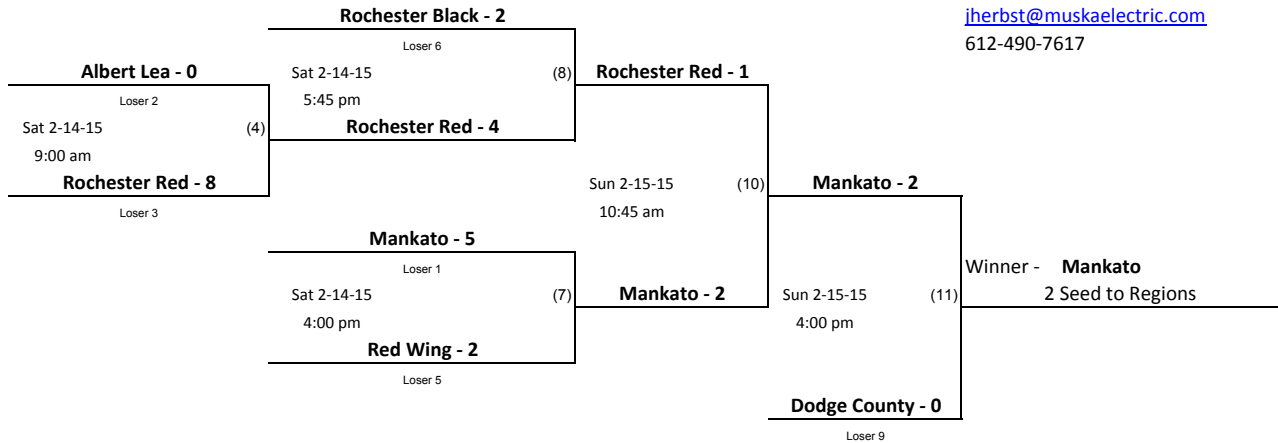 Rochester Black - 2
jherbst@muskaelectric.com
Loser 6
612-490-7617
Albert Lea - 0
Sat 2-14-15
(8)
Rochester Red - 1
Loser 2
5:45 pm
Sat 2-14-15
(4)
Rochester Red - 4
9:00 am
Rochester Red - 8
Sun 2-15-15
(10)
Mankato - 2
Loser 3
10:45 am
Mankato - 5
Loser 1
Winner - Mankato
Sat 2-14-15
(7)
Mankato - 2
Sun 2-15-15
(11)
2 Seed to Regions
4:00 pm
4:00 pm
Red Wing - 2
Loser 5
Dodge County - 0
Loser 9